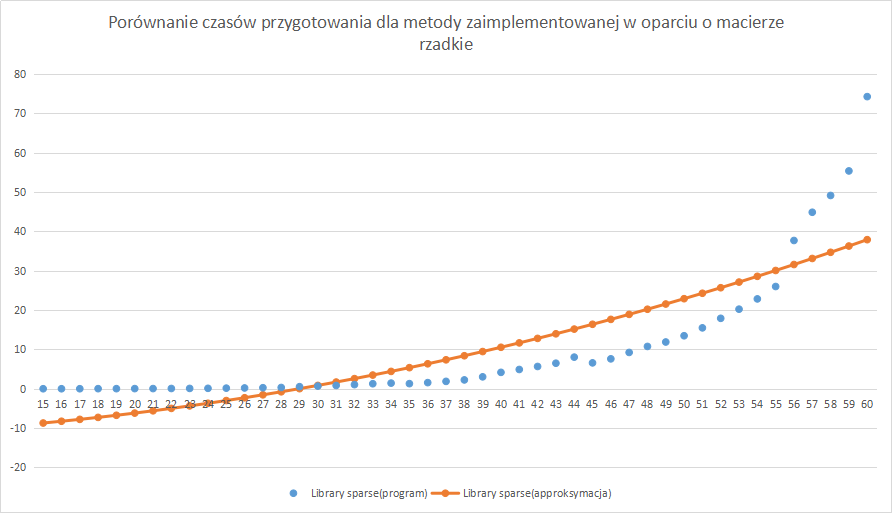 Porównanie czasów przygotowania dla metody zaimplementowanej w oparciu o macierze
rzadkie
80
70
60
50
40
30
20
10
0
-10
-20
15 16 17 18 19 20 21 22 23 24 25 26 27 28 29 30 31 32 33 34 35 36 37 38 39 40 41 42 43 44 45 46 47 48 49 50 51 52 53 54 55 56 57 58 59 60
Library sparse(program) Library sparse(approksymacja)